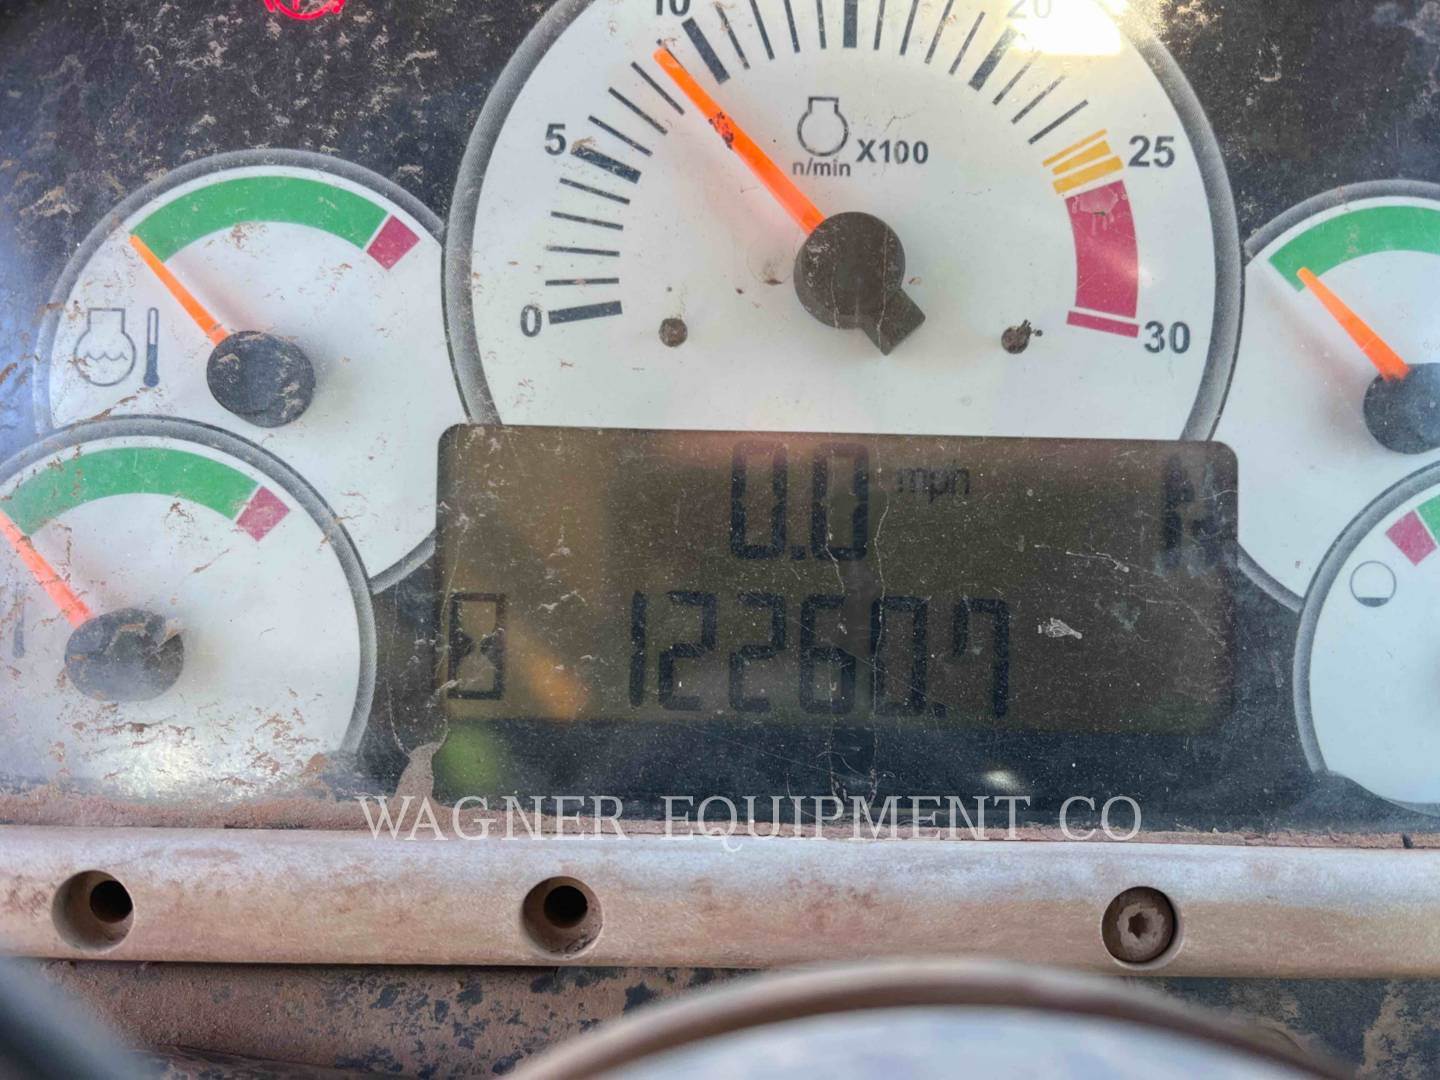 10
20
5
X100
n/min
25
0
30
0.0 mph N
12260.7
WAGNER EQUIPMENT CO